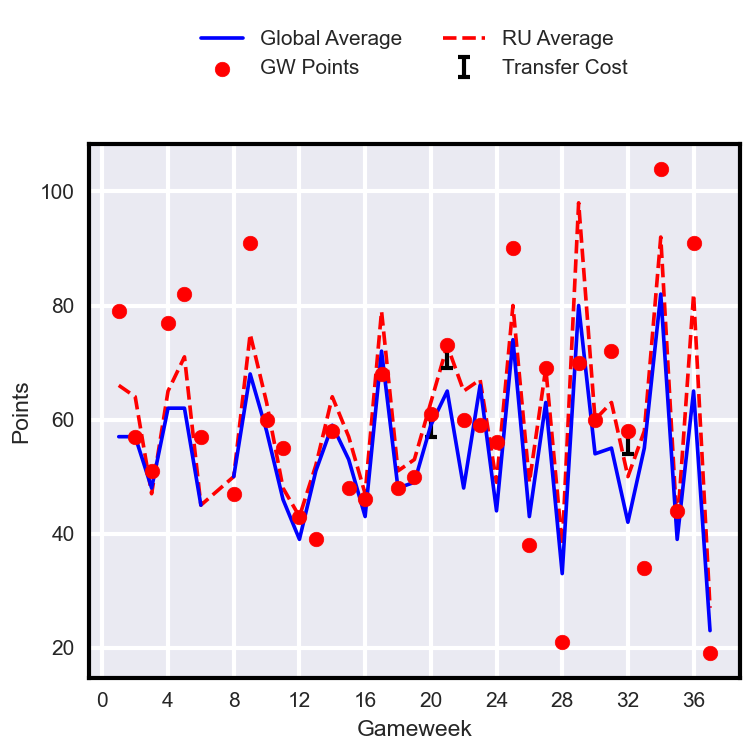 Global Average RU Average
GW Points Transfer Cost
100
80
60
40
20
Points
0 4 8 12 16 20 24 28 32 36
Gameweek